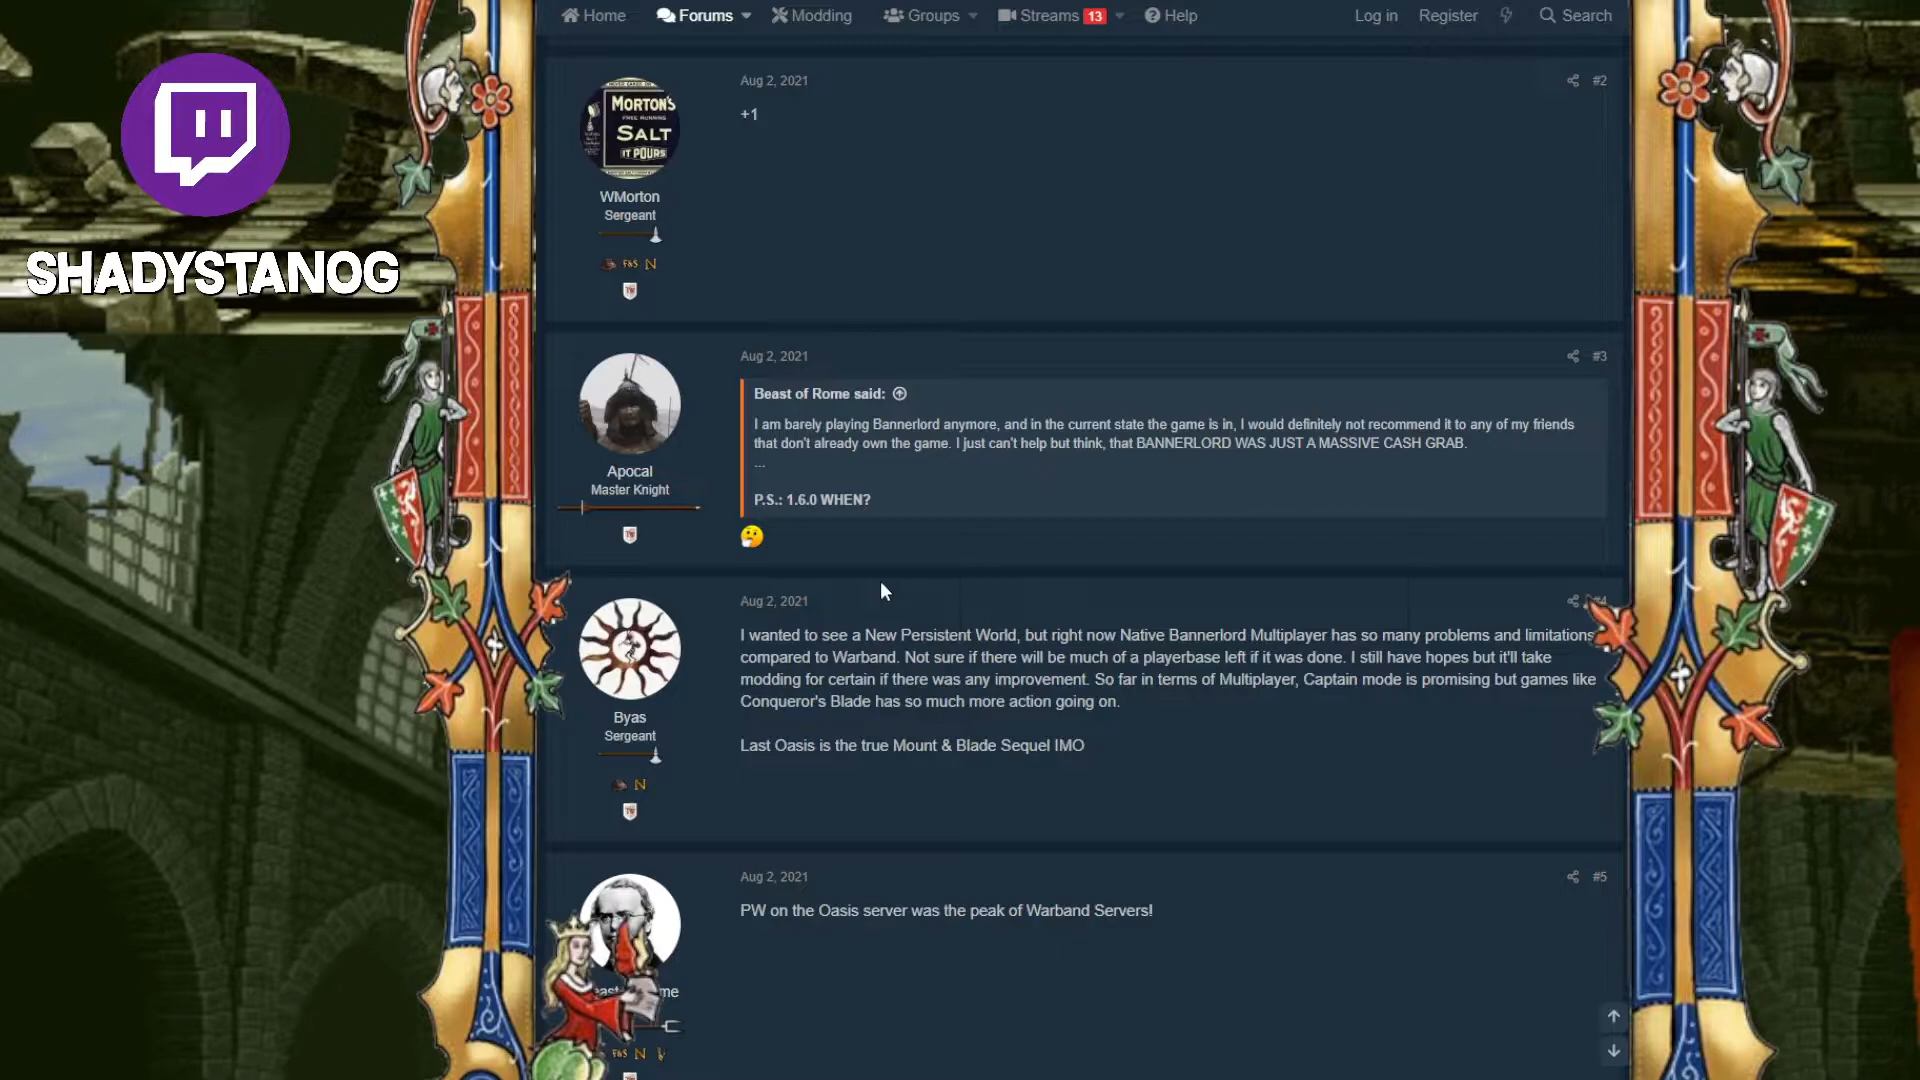 Home
Forums
Modding
Groups
Streams 13
Help
Log in
Register
Search
SHADYSTANOG
Aug 2, 2021
#2
+1
MORTON'S
FREE RUNNING
SALT
IT POURS
WMorton
Sergeant
F&S N
Aug 2, 2021
#3
Beast of Rome said:
I am barely playing Bannerlord anymore, and in the current state the game is in, I would definitely not recommend it to any of my friends
that don't already own the game. I just can't help but think, that BANNERLORD WAS JUST A MASSIVE CASH GRAB.
...
P.S.: 1.6.0 WHEN?
Apocal
Master Knight
Aug 2, 2021
I wanted to see a New Persistent World, but right now Native Bannerlord Multiplayer has so many problems and limitations
compared to Warband. Not sure if there will be much of a playerbase left if it was done. I still have hopes but it'll take
modding for certain if there was any improvement. So far in terms of Multiplayer, Captain mode is promising but games like
Conqueror's Blade has so much more action going on.
Last Oasis is the true Mount & Blade Sequel IMO
Byas
Sergeant
N
Aug 2, 2021
#5
PW on the Oasis server was the peak of Warband Servers!
F&S N